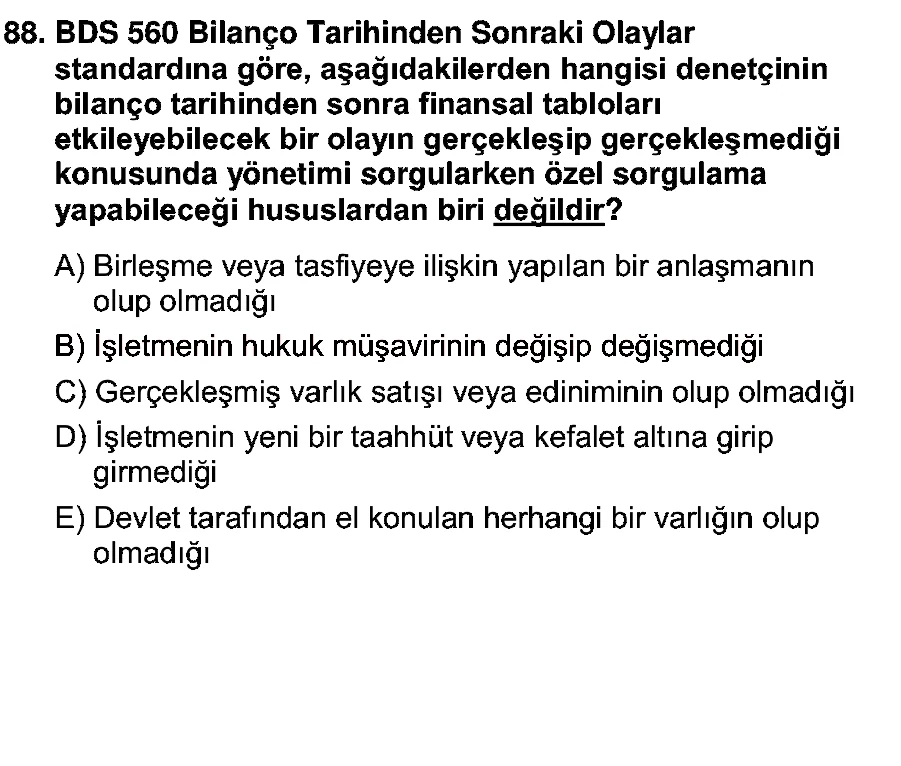 88. BDS 560 Bilanço Tarihinden Sonraki Olaylar
standardına göre, aşağıdakilerden hangisi denetçinin
bilanço tarihinden sonra finansal tabloları
etkileyebilecek bir olayın gerçekleşip gerçekleşmediği
konusunda yönetimi sorgularken özel sorgulama
yapabileceği hususlardan biri değildir?
A) Birleşme veya tasfiyeye ilişkin yapılan bir anlaşmanın
olup olmadığı
B) İşletmenin hukuk müşavirinin değişip değişmediği
C) Gerçekleşmiş varlık satışı veya ediniminin olup olmadığı
D) İşletmenin yeni bir taahhüt veya kefalet altına girip
girmediği
E) Devlet tarafından el konulan herhangi bir varlığın olup
olmadığı